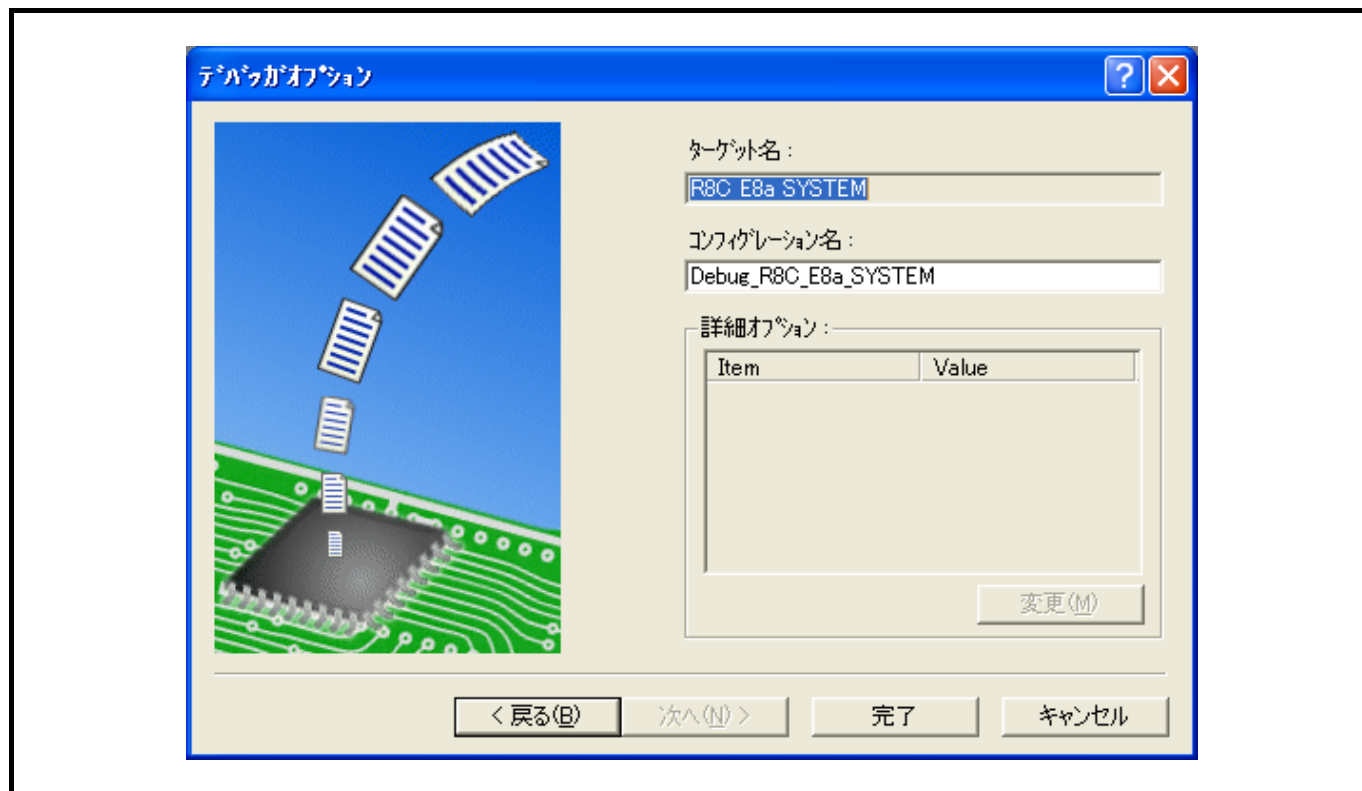 デバッガオプション
ターゲット名 :
R8C E8a SYSTEM
コンフィグレーション名 :
Debug_R8C_E8a_SYSTEM
詳細オプション :
Item Value
変更(M)
< 戻る(B) 次へ(N) > 完了 キャンセル